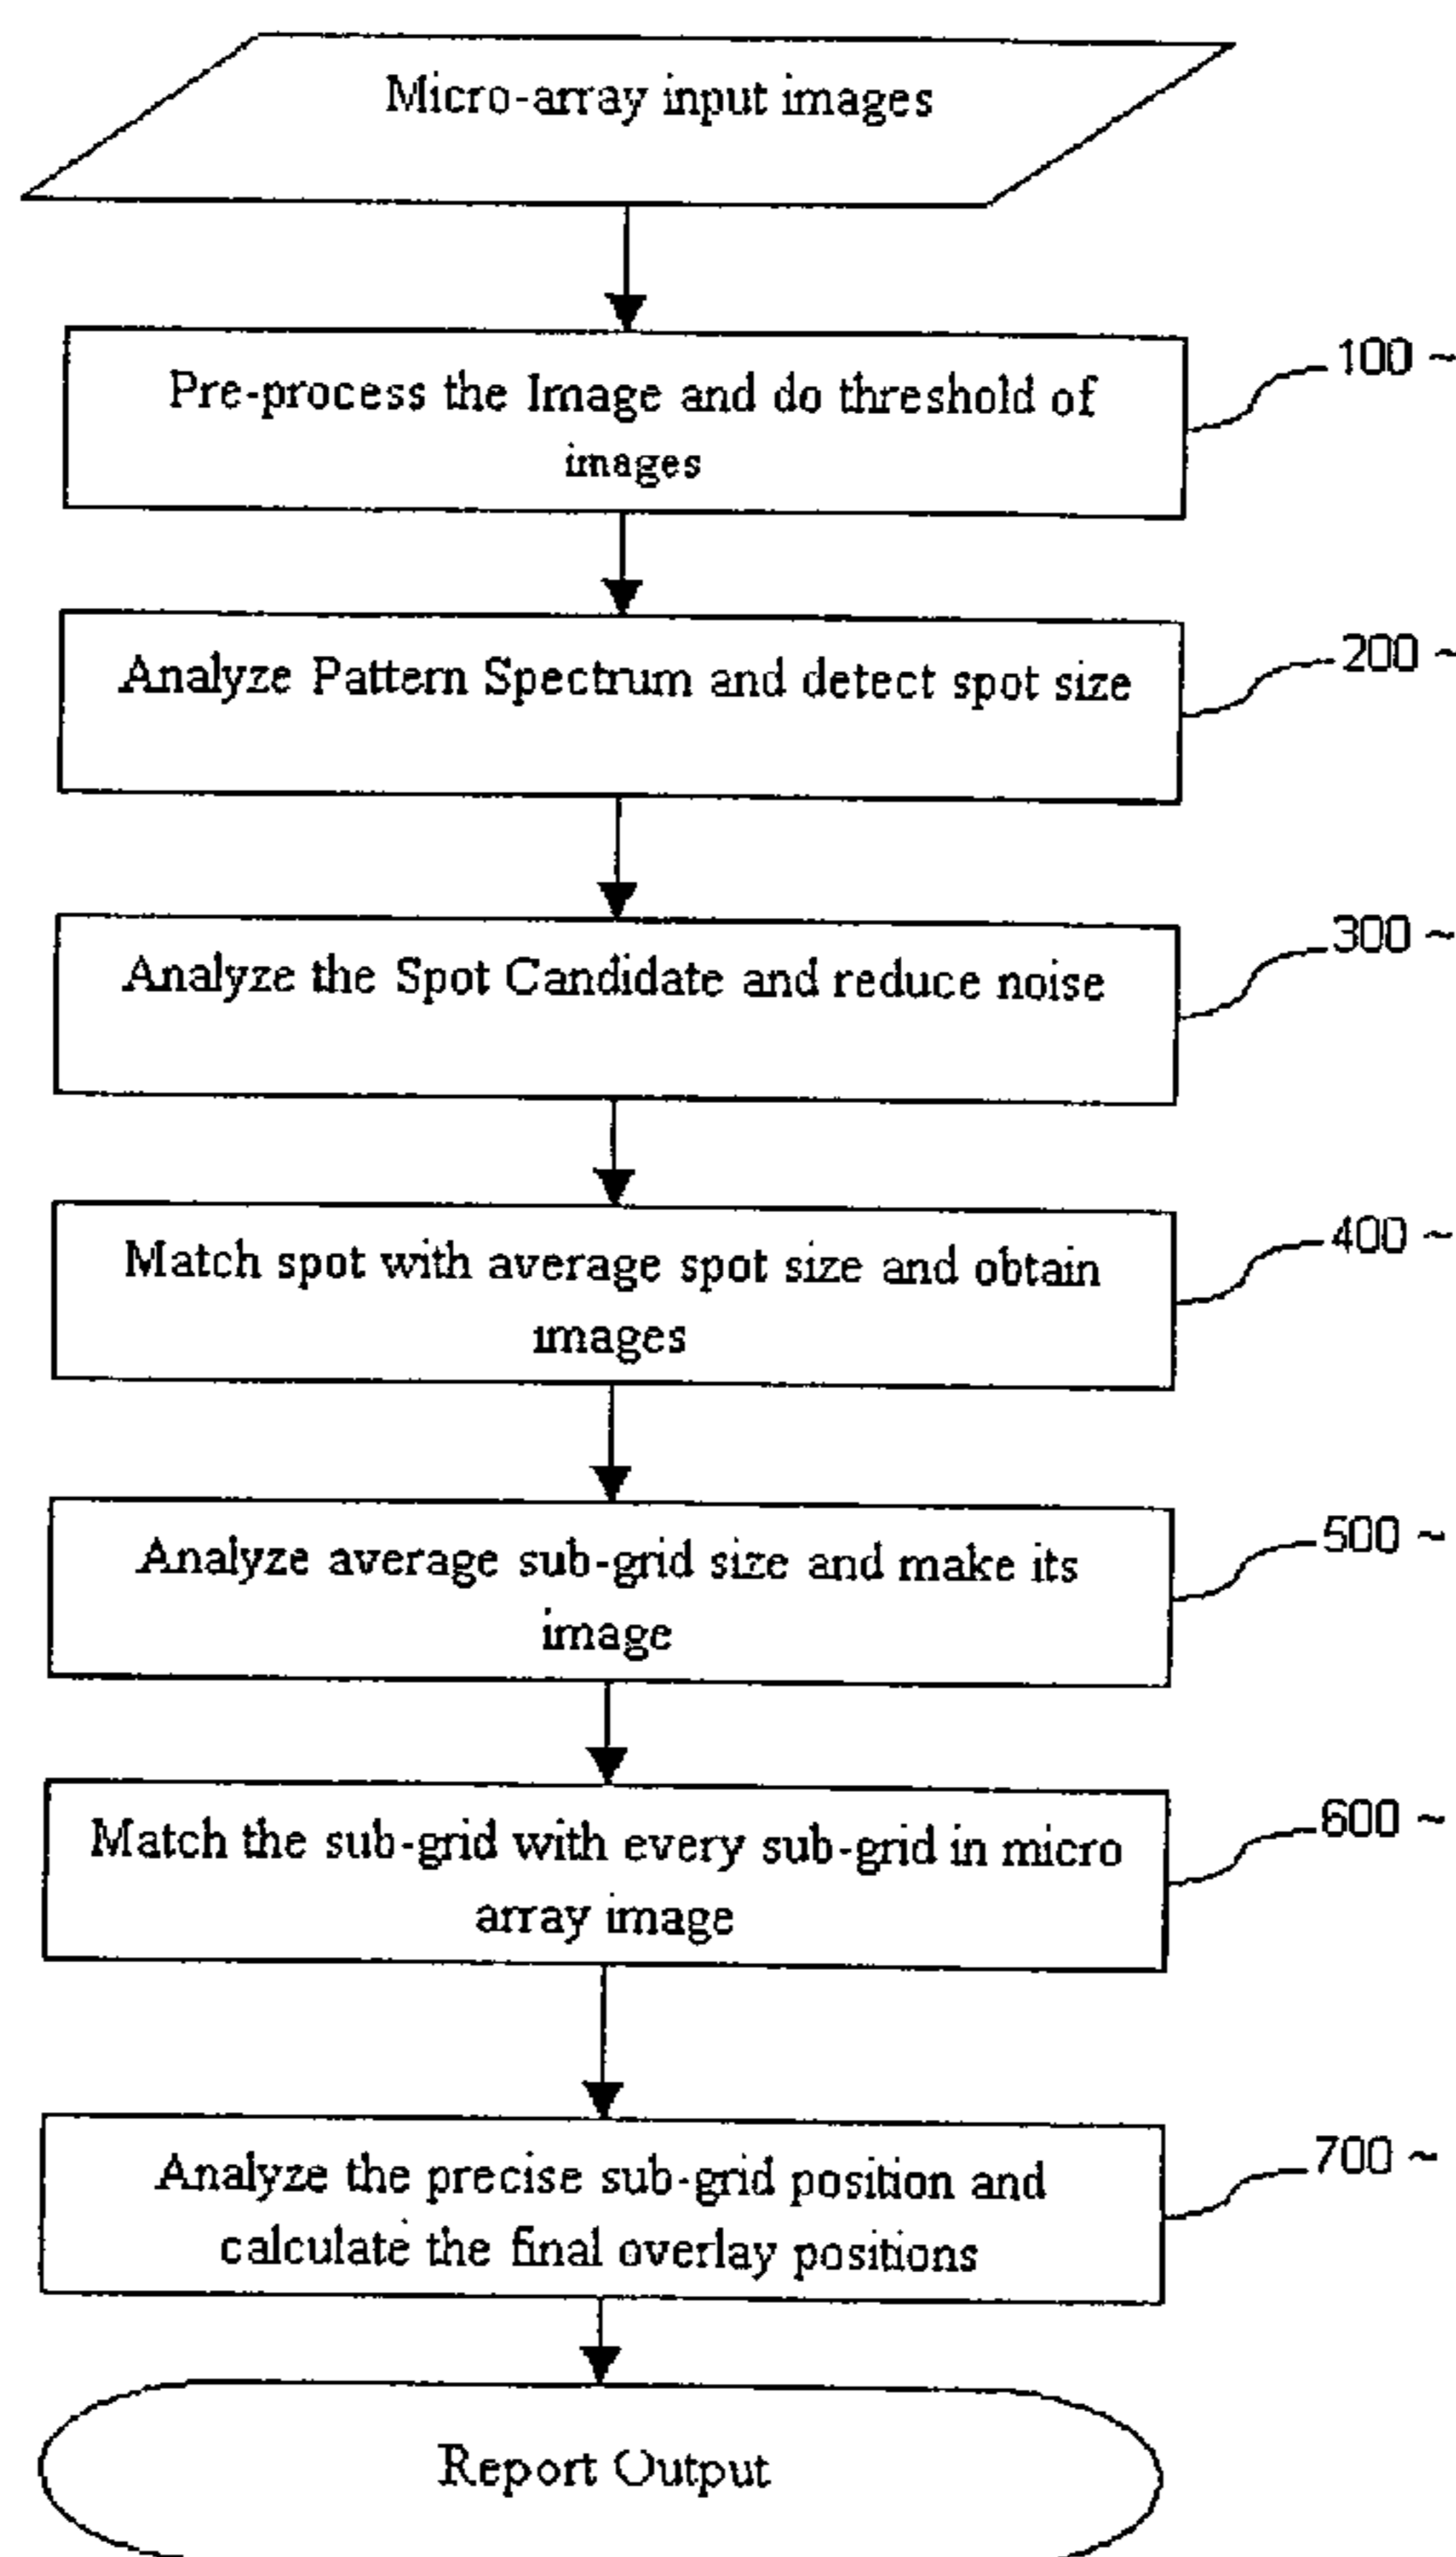 Micro-array input images
Pre-process the Image and do threshold of
images
100 ~
Analyze Pattern Spectrum and detect spot size
200 ~
Analyze the Spot Candidate and reduce noise
300 ~
Match spot with average spot size and obtain
images
400 ~
Analyze average sub-grid size and make its
image
500 ~
Match the sub-grid with every sub-grid in micro
array image
600 ~
Analyze the precise sub-grid position and
calculate the final overlay positions
700 ~
Report Output